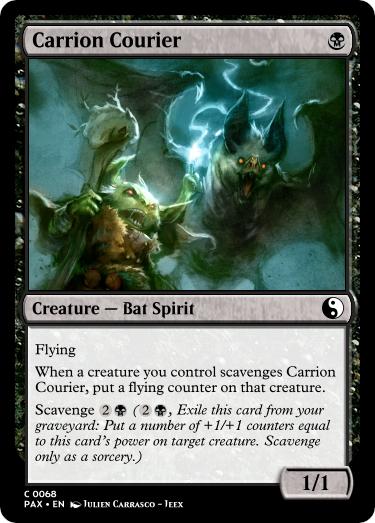 Carrion Courier
Creature — Bat Spirit
Flying
When a creature you control scavenges Carrion
Courier, put a flying counter on that creature.
Scavenge 2 ( 2 , Exile this card from your
graveyard: Put a number of +1/+1 counters equal
to this card's power on target creature. Scavenge
only as a sorcery.)
1/1
C 0068
PAX • EN Julien Carrasco – Jeex